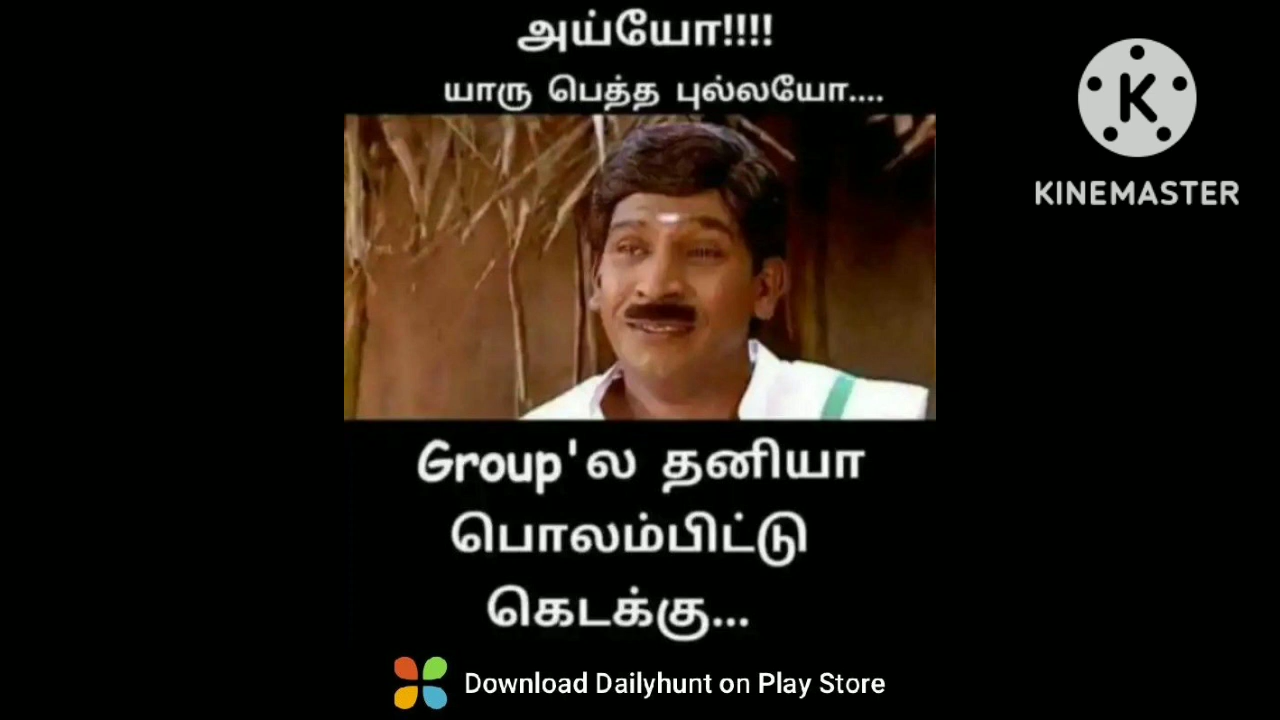 அய்யோ!!!!
யாரு பெத்த புல்லயோ....
K
KINEMASTER
Group'ல தனியா
பொலம்பிட்டு
கெடக்கு...
Download Dailyhunt on Play Store